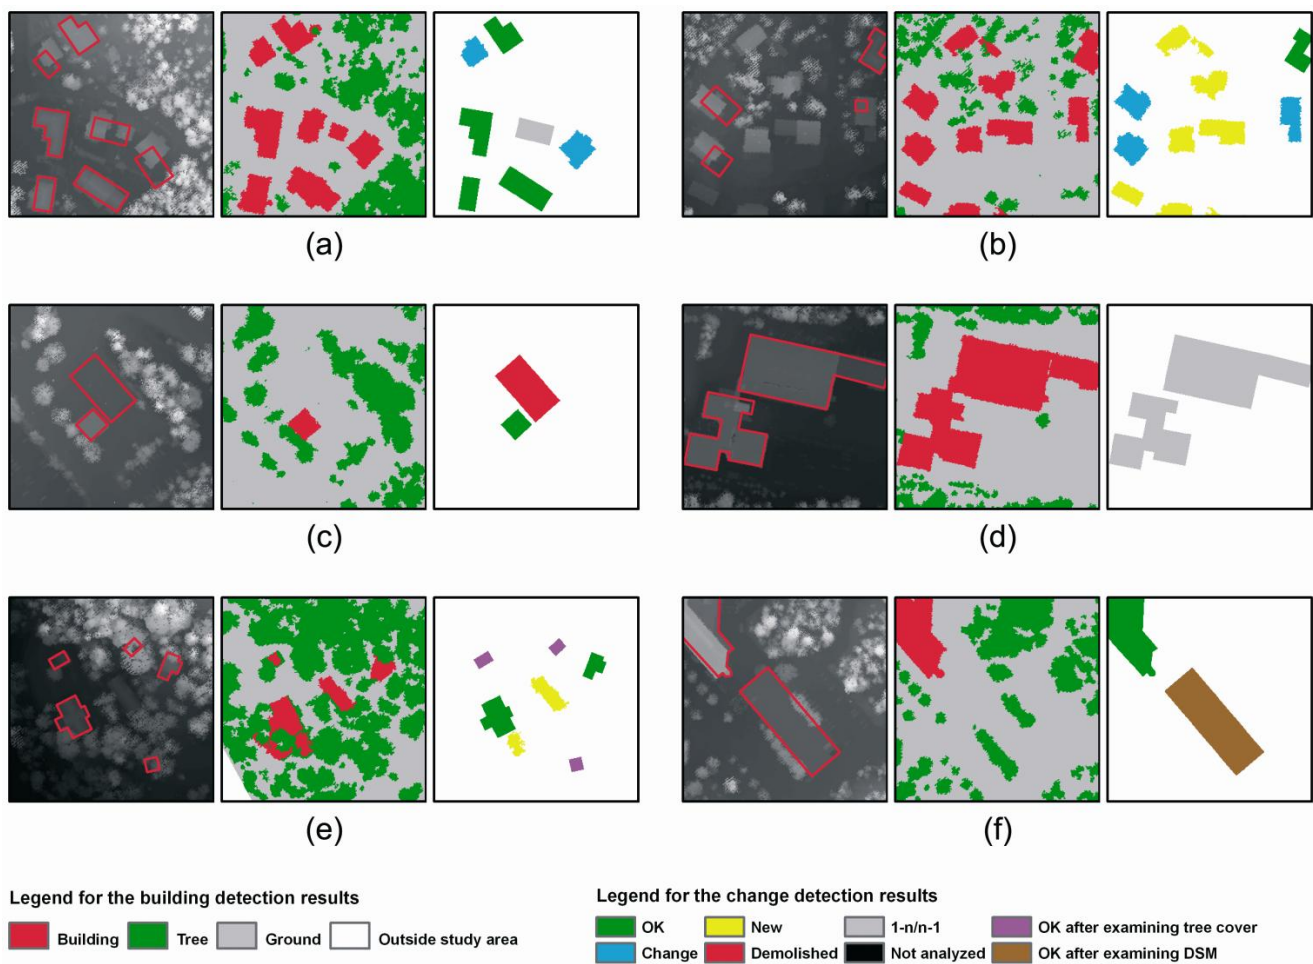 (a)
(b)
(c)
(d)
(e)
(f)
Legend for the building detection results
Building
Tree
Ground
Outside study area
Legend for the change detection results
OK
New
1-n/n-1
OK after examining tree cover
Change
Demolished
Not analyzed
OK after examining DSM